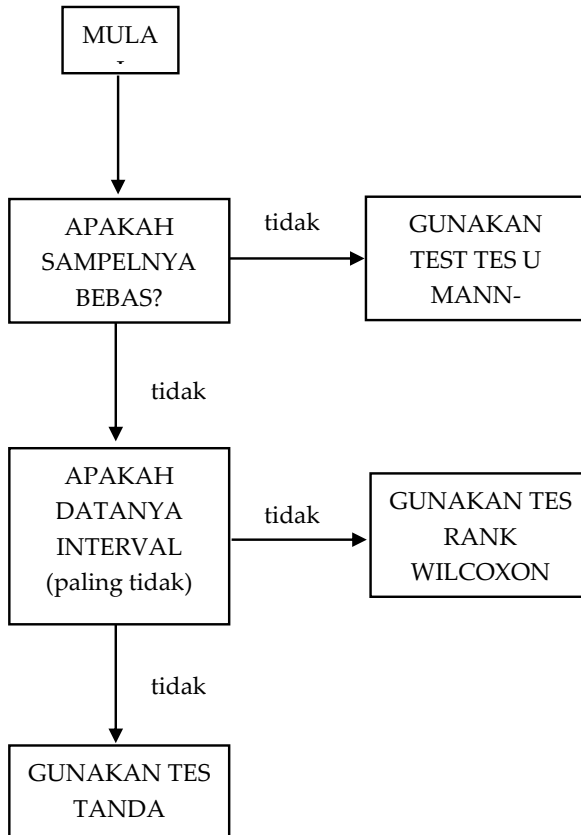 MULA
APAKAH
SAMPELNYA
BEBAS?
tidak
GUNAKAN
TEST TES U
MANN-
tidak
APAKAH
DATANYA
INTERVAL
(paling tidak)
tidak
GUNAKAN TES
RANK
WILCOXON
tidak
GUNAKAN TES
TANDA